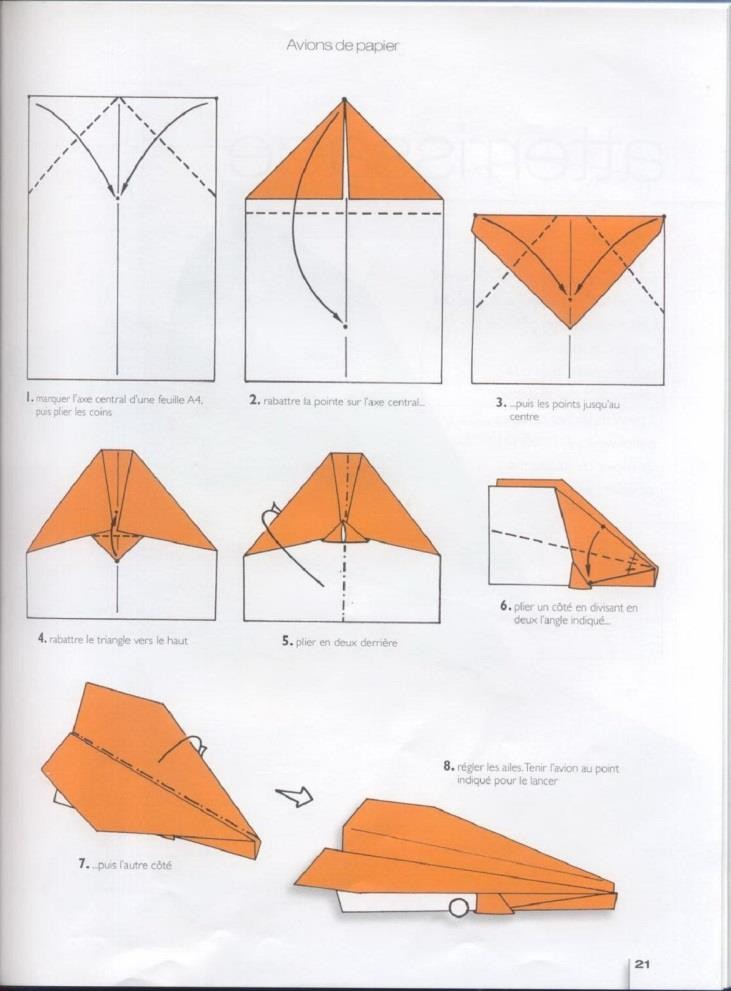 Avions de papier
1. marquer l'axe central d'une feuille A4,
puis plier les coins
2. rabattre la pointe sur l'axe central...
3. ...puis les points jusqu'au
centre
4. rabattre le triangle vers le haut
5. plier en deux derrière
6. plier un côté en divisant en
deux l'angle indiqué...
7. ...puis l'autre côté
8. régler les ailes. Tenir l'avion au point
indiqué pour le lancer
21